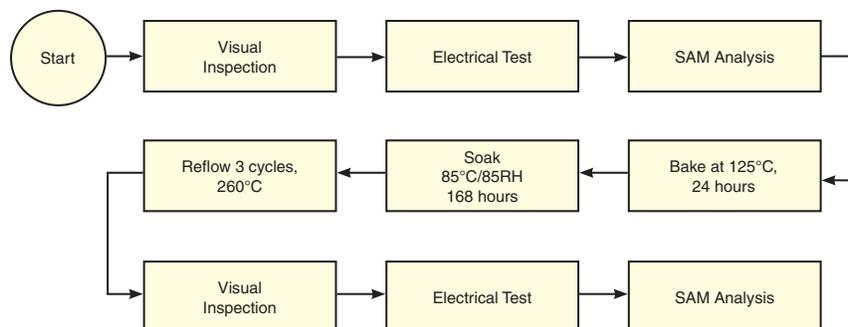 Start
Visual
Inspection
Electrical Test
SAM Analysis
Reflow 3 cycles,
260°C
Soak
85°C/85RH
168 hours
Bake at 125°C,
24 hours
Visual
Inspection
Electrical Test
SAM Analysis